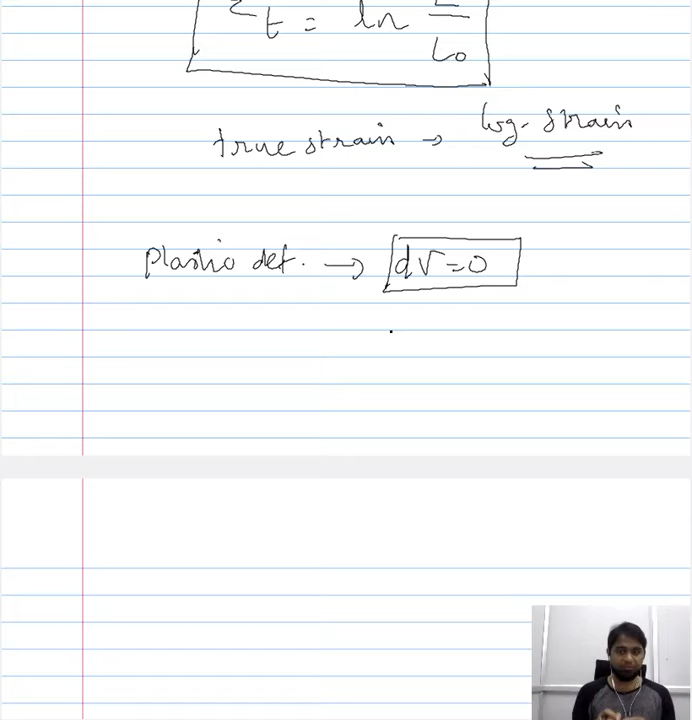 ε_t = ln L/L₀
true strain → log. strain
Plastic def. → dV=0